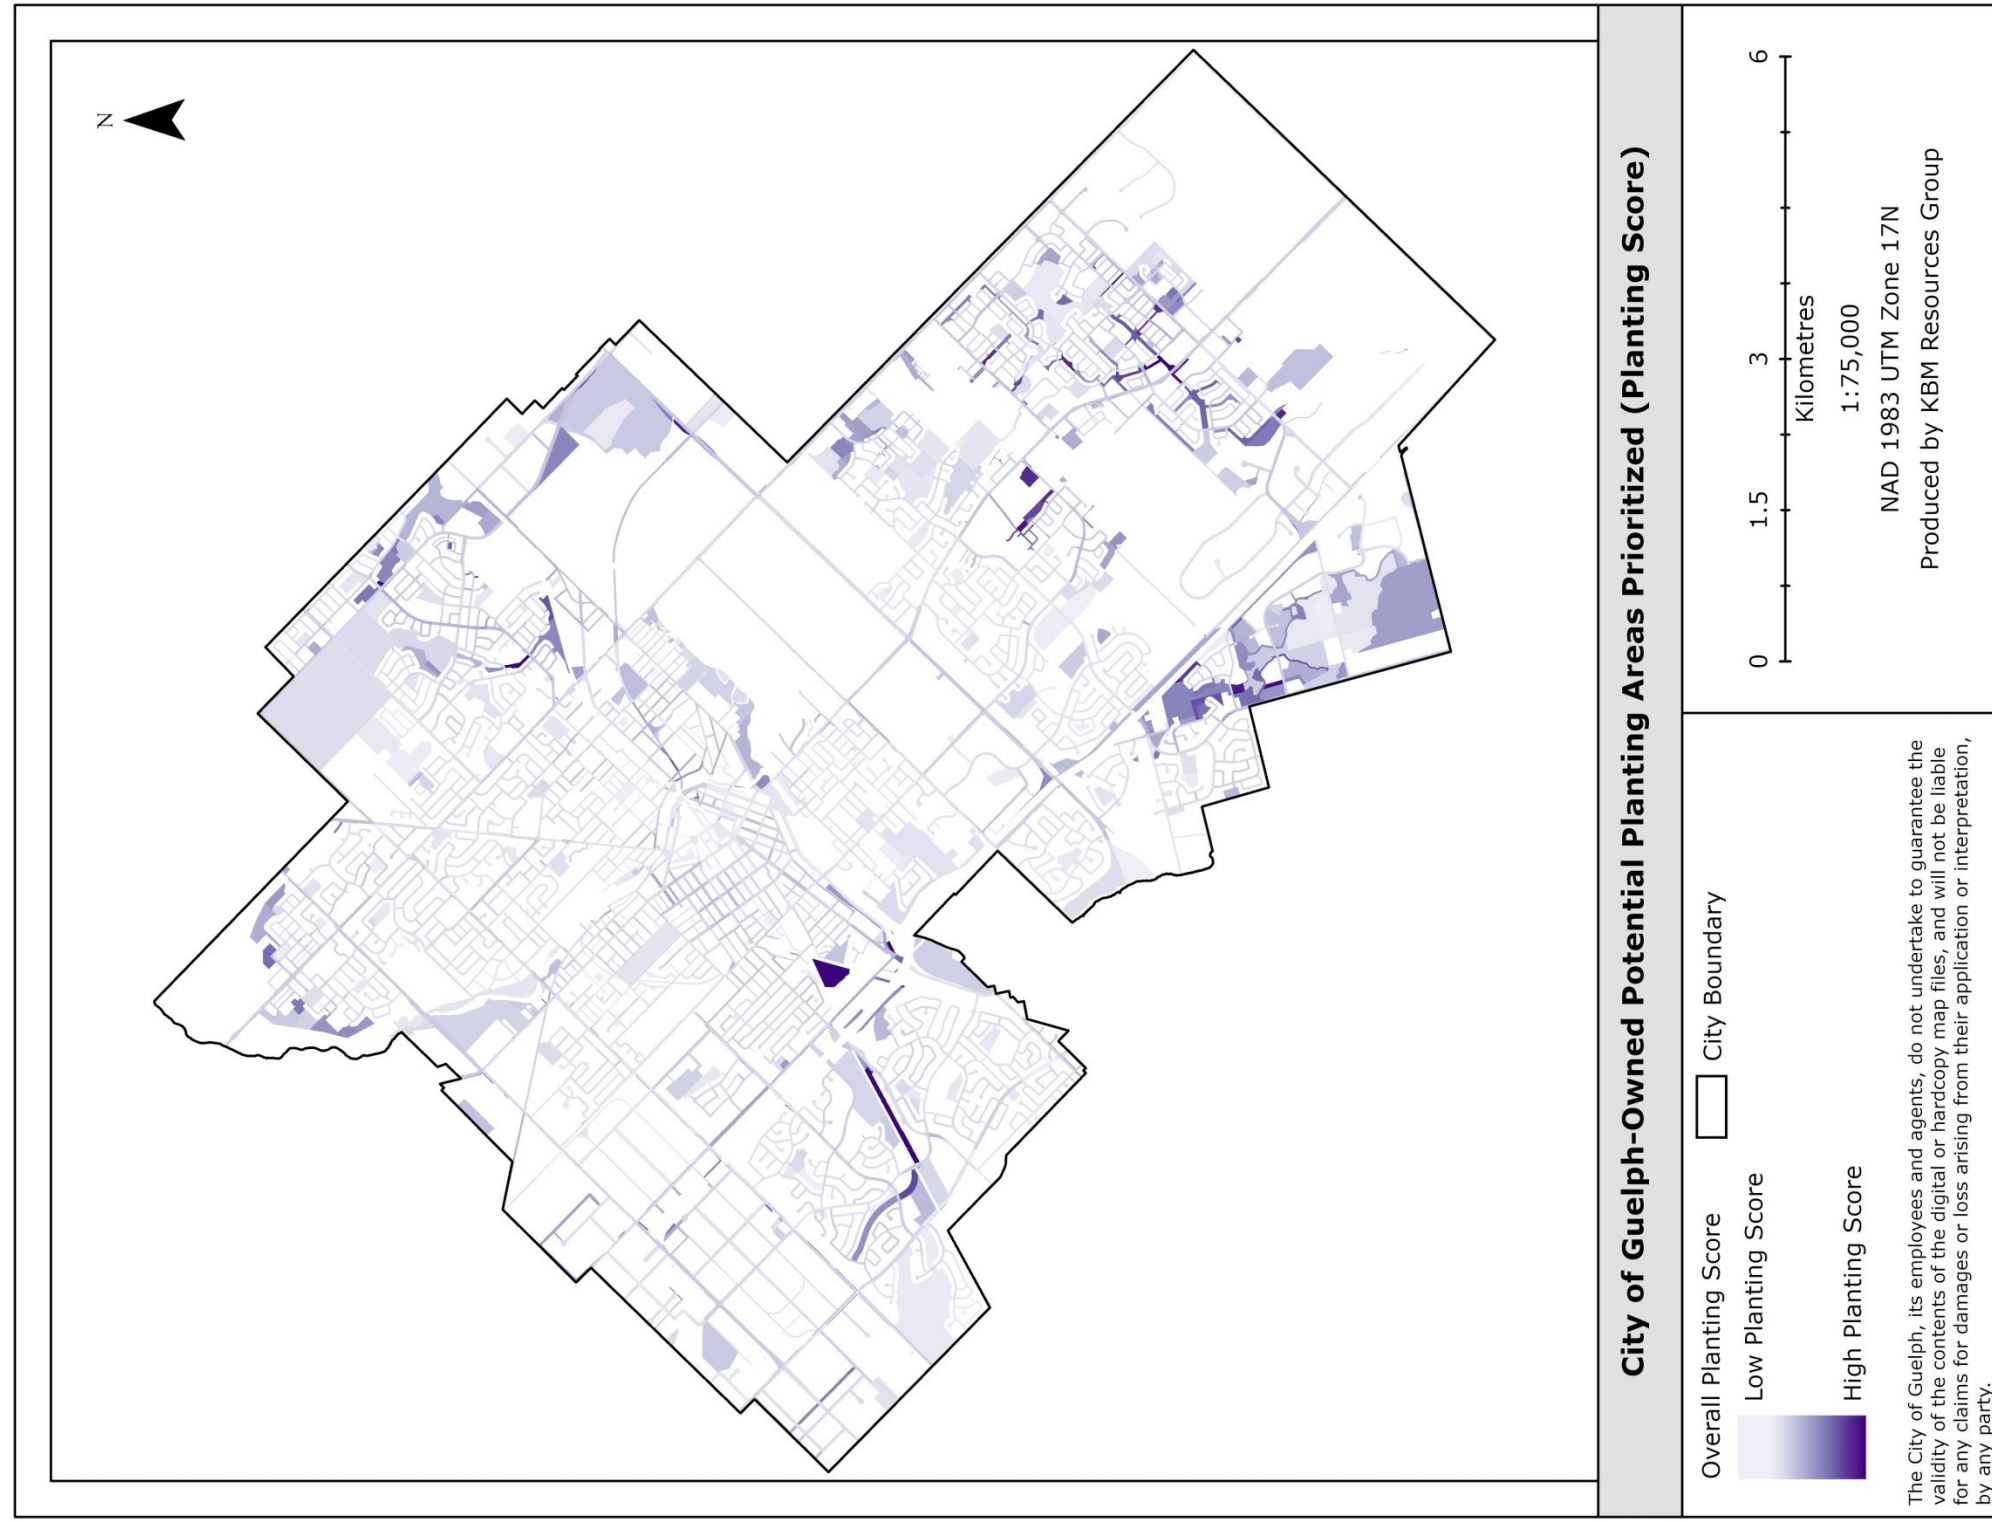 N
City of Guelph-Owned Potential Planting Areas Prioritized (Planting Score)
Overall Planting Score
Low Planting Score
High Planting Score
City Boundary
The City of Guelph, its employees and agents, do not undertake to guarantee the
validity of the contents of the digital or hardcopy map files, and will not be liable
for any claims for damages or loss arising from their application or interpretation,
by any party.
0 1.5 3 6
Kilometres
1:75,000
NAD 1983 UTM Zone 17N
Produced by KBM Resources Group